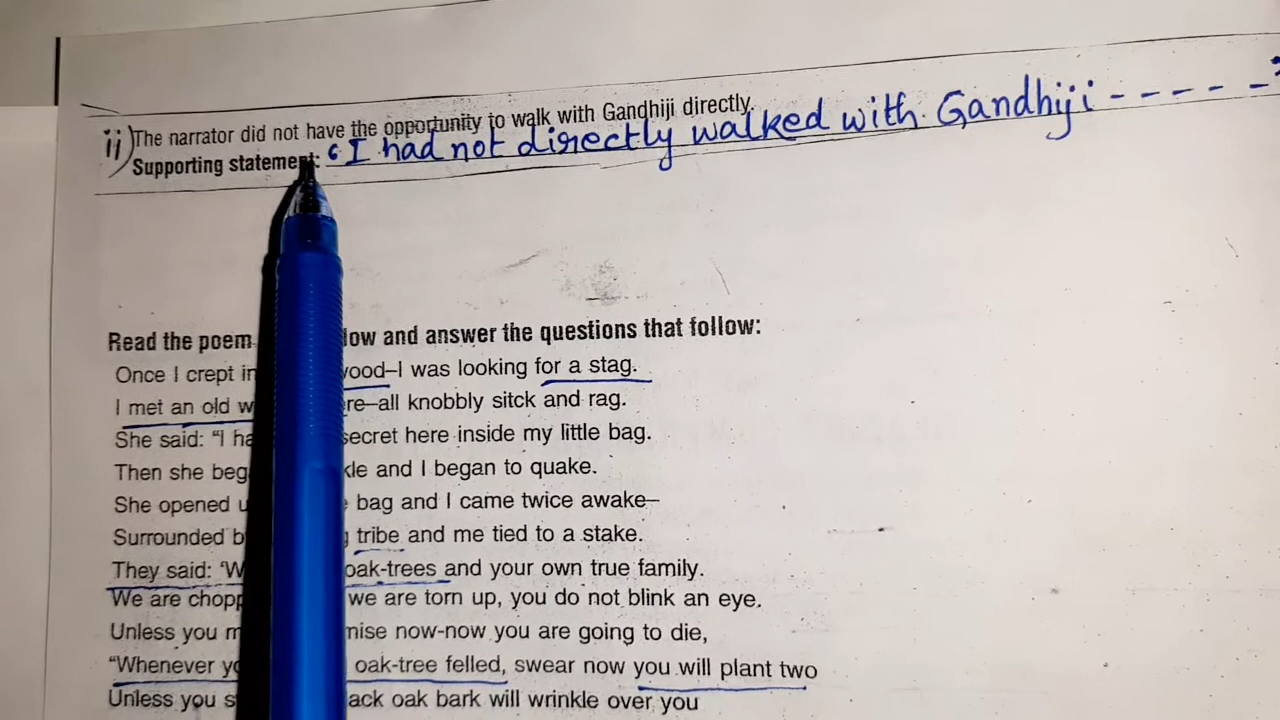 ii) The narrator did not have the opportunity to walk with Gandhiji directly.
Supporting statement: ‘I had not directly walked with Gandhiji - - - - - ’
Read the poem low and answer the questions that follow:
Once I crept in ood–I was looking for a stag.
I met an old w re–all knobbly sitck and rag.
She said: “I ha secret here inside my little bag.
Then she beg kle and I began to quake.
She opened u bag and I came twice awake–
Surrounded b tribe and me tied to a stake.
They said: ‘W oak-trees and your own true family.
We are chopp we are torn up, you do not blink an eye.
Unless you m nise now-now you are going to die,
“Whenever yo oak-tree felled, swear now you will plant two
Unless you s ack oak bark will wrinkle over you